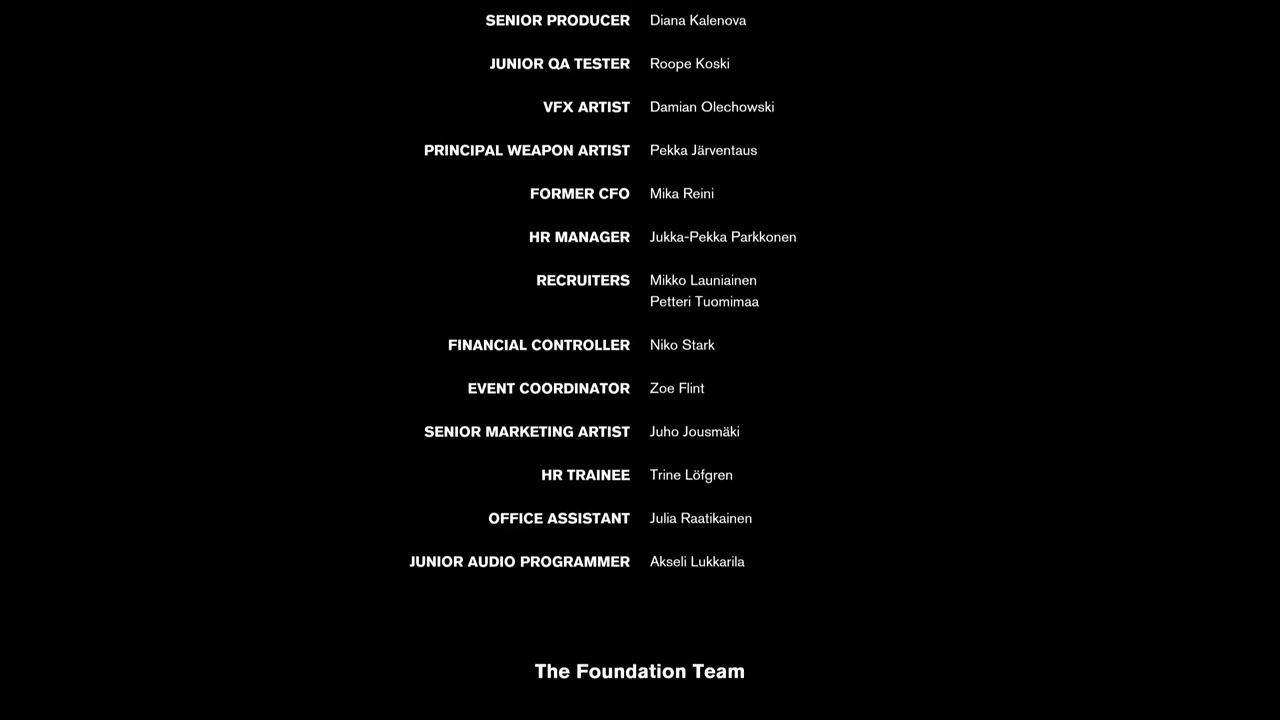 SENIOR PRODUCER Diana Kalenova
JUNIOR QA TESTER Roope Koski
VFX ARTIST Damian Olechowski
PRINCIPAL WEAPON ARTIST Pekka Järventaus
FORMER CFO Mika Reini
HR MANAGER Jukka-Pekka Parkkonen
RECRUITERS Mikko Launiainen
Petteri Tuomimaa
FINANCIAL CONTROLLER Niko Stark
EVENT COORDINATOR Zoe Flint
SENIOR MARKETING ARTIST Juho Jousmäki
HR TRAINEE Trine Löfgren
OFFICE ASSISTANT Julia Raatikainen
JUNIOR AUDIO PROGRAMMER Akseli Lukkarila
The Foundation Team